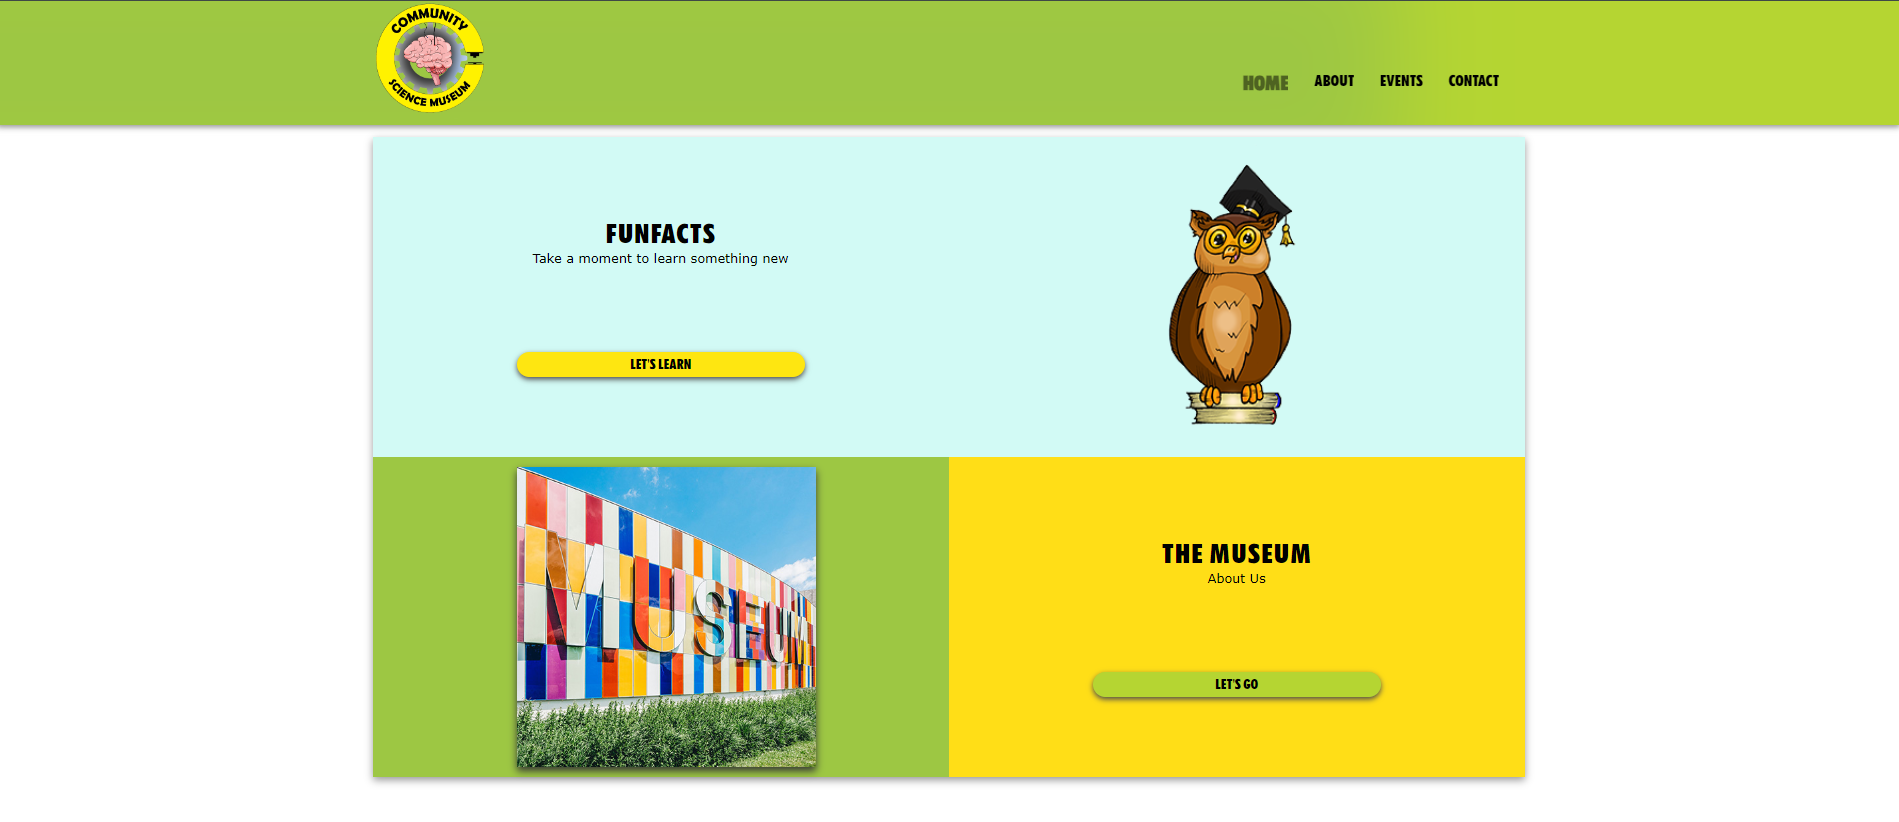 COMMUNITY
SCIENCE MUSEUM
HOME ABOUT EVENTS CONTACT
FUNFACTS
Take a moment to learn something new
LET'S LEARN
MUSEUM
THE MUSEUM
About Us
LET'S GO